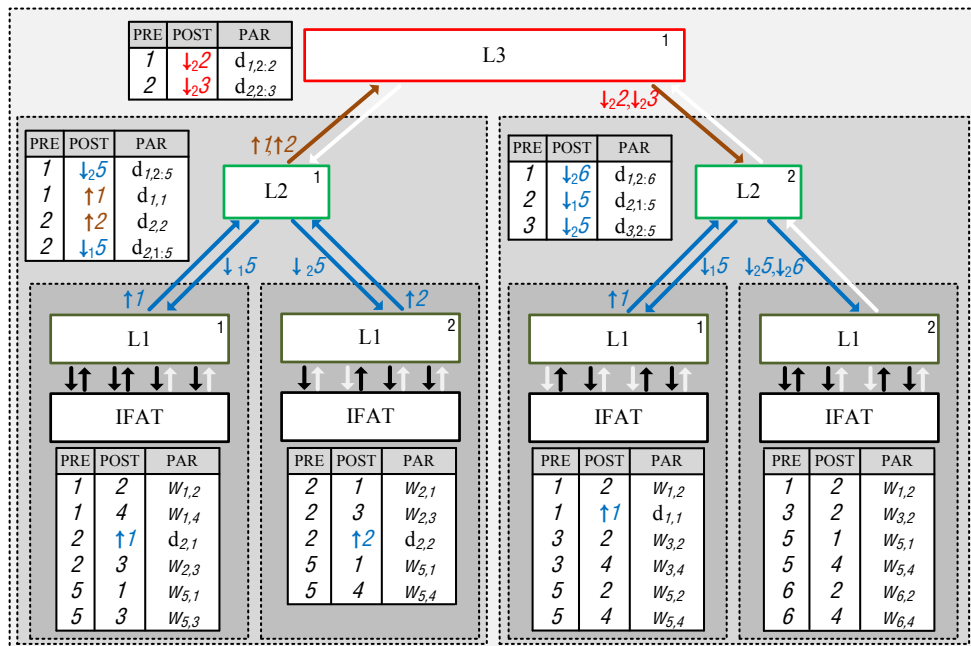 PRE POST PAR
1 ↓₂2 d1,2:2
2 ↓₂3 d2,2:3
L3 1
↓₂2,↓₂3
↑1,↑2
PRE POST PAR
1 ↓₂5 d1,2:5
1 ↑1 d1,1
2 ↑2 d2,2
2 ↓₁5 d2,1:5
L2 1
PRE POST PAR
1 ↓₂6 d1,2:6
2 ↓₁5 d2,1:5
3 ↓₂5 d3,2:5
L2 2
↑1 ↓₁5 ↓₂5 ↑2
↑1 ↓₁5 ↓₂5,↓₂6
L1 1
L1 2
L1 1
L1 2
IFAT
IFAT
IFAT
IFAT
PRE POST PAR
1 2 W1,2
1 4 W1,4
2 ↑1 d2,1
2 3 W2,3
5 1 W5,1
5 3 W5,3
PRE POST PAR
2 1 W2,1
2 3 W2,3
2 ↑2 d2,2
5 1 W5,1
5 4 W5,4
PRE POST PAR
1 2 W1,2
1 ↑1 d1,1
3 2 W3,2
3 4 W3,4
5 2 W5,2
5 4 W5,4
PRE POST PAR
1 2 W1,2
3 2 W3,2
5 1 W5,1
5 4 W5,4
6 2 W6,2
6 4 W6,4